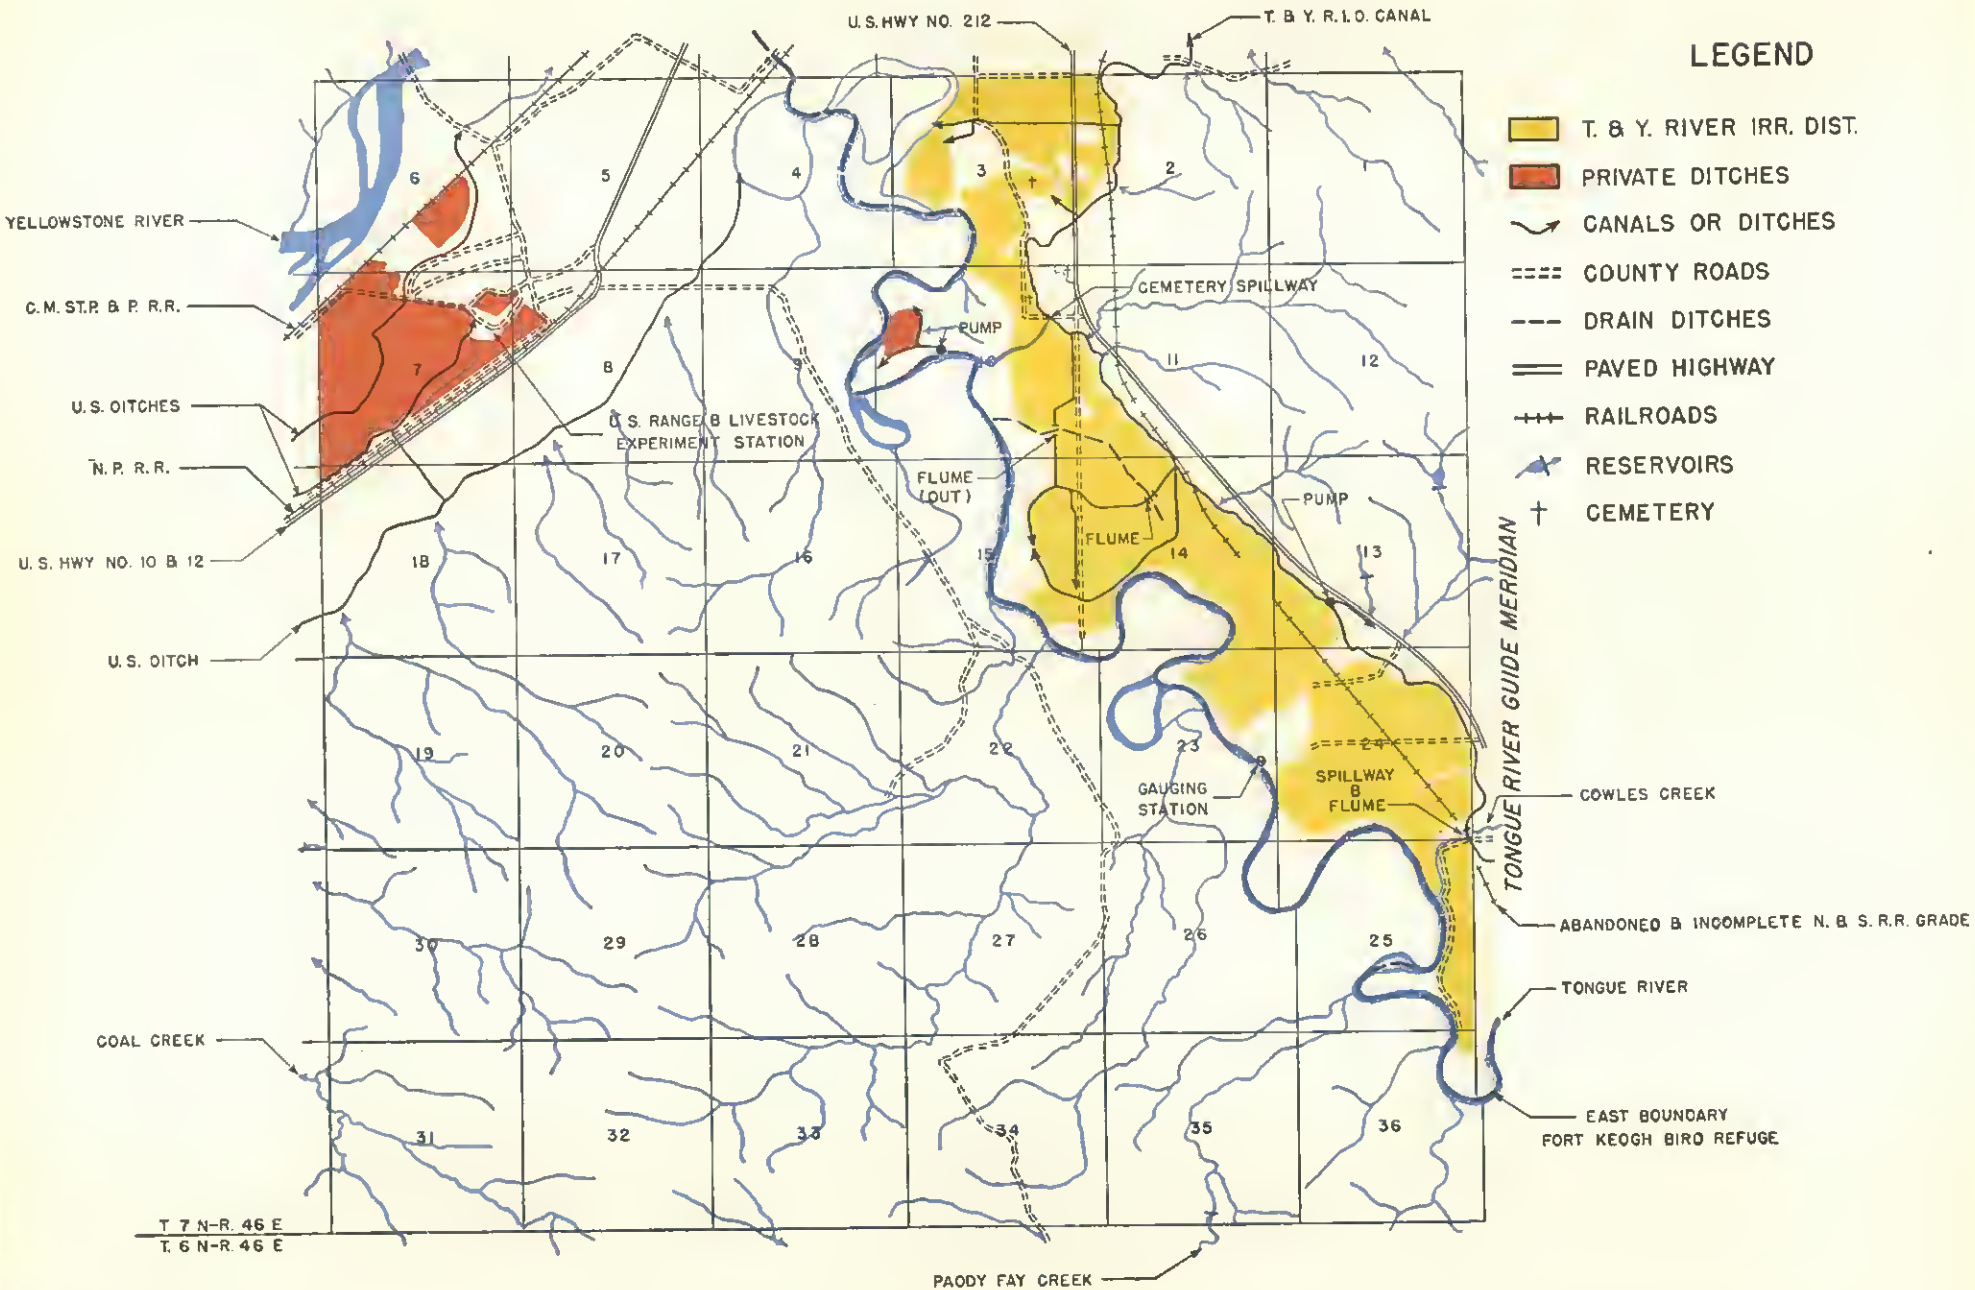 U.S. HWY NO. 212
T. & Y. R.I.D. CANAL
LEGEND
T. & Y. RIVER IRR. DIST.
PRIVATE DITCHES
CANALS OR DITCHES
COUNTY ROADS
DRAIN DITCHES
PAVED HIGHWAY
RAILROADS
RESERVOIRS
CEMETERY
YELLOWSTONE RIVER
C.M. ST.P. & P. R.R.
U.S. DITCHES
N. P. R. R.
U.S. HWY NO. 10 & 12
U.S. DITCH
COAL CREEK
T. 7 N-R. 46 E
T. 6 N-R. 46 E
6
5
4
3
2
1
7
8
9
10
11
12
18
17
16
15
14
13
19
20
21
22
23
24
30
29
28
27
26
25
31
32
33
34
35
36
CEMETERY SPILLWAY
PUMP
U.S. RANGE & LIVESTOCK
EXPERIMENT STATION
FLUME
(OUT)
FLUME
PUMP
GAUGING
STATION
SPILLWAY
&
FLUME
TONGUE RIVER GUIDE MERIDIAN
COWLES CREEK
ABANDONED & INCOMPLETE N. & S. R.R. GRADE
TONGUE RIVER
EAST BOUNDARY
FORT KEOGH BIRD REFUGE
PADDY FAY CREEK